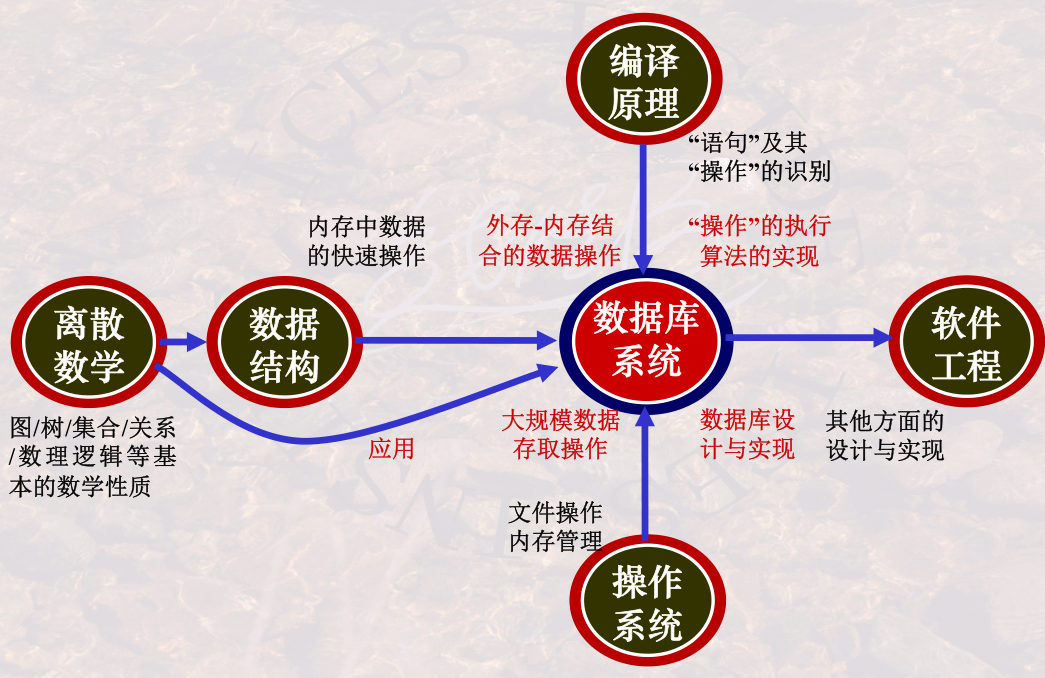 编译
原理
“语句”及其
“操作”的识别
内存中数据
的快速操作
外存-内存结
合的数据操作
“操作”的执行
算法的实现
离散
数学
数据
结构
数据库
系统
软件
工程
图/树/集合/关系
/数理逻辑等基
本的数学性质
应用
大规模数据
存取操作
数据库设
计与实现
其他方面的
设计与实现
文件操作
内存管理
操作
系统